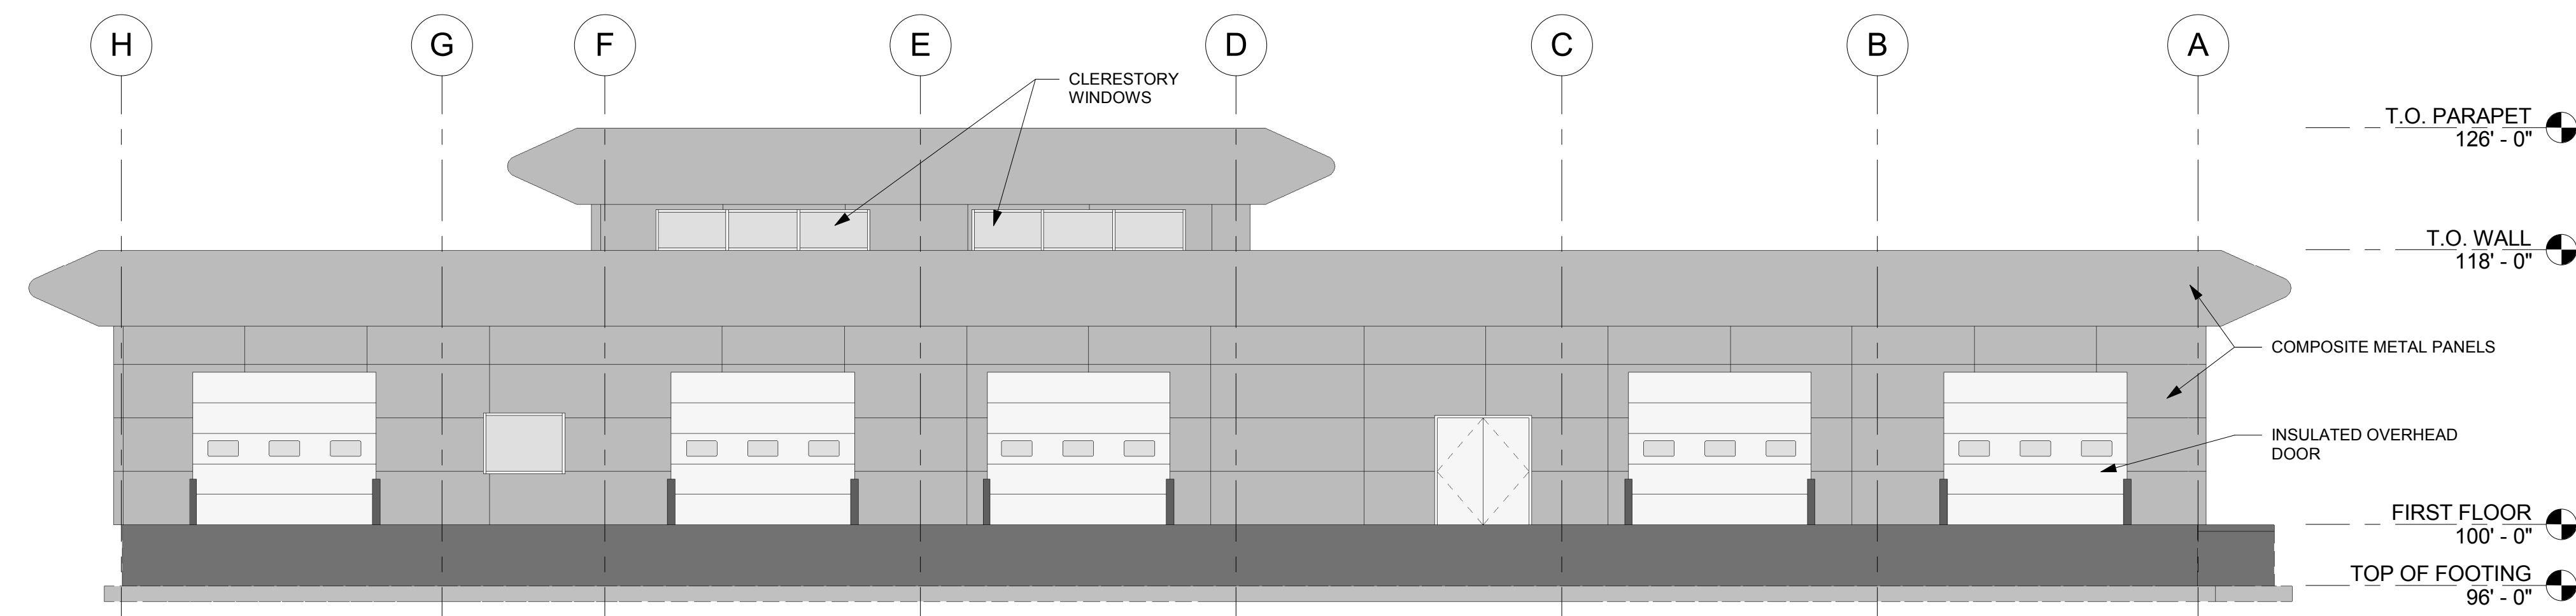 H
G
F
E
D
C
B
A
CLERESTORY
WINDOWS
T.O. PARAPET
126' - 0"
T.O. WALL
118' - 0"
COMPOSITE METAL PANELS
INSULATED OVERHEAD
DOOR
FIRST FLOOR
100' - 0"
TOP OF FOOTING
96' - 0"